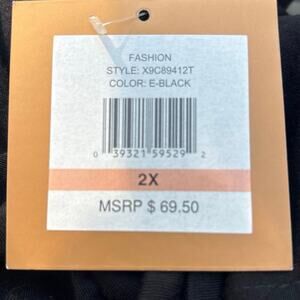 FASHION
STYLE: X9C89412T
COLOR: E-BLACK
0 39321 59529 2
2X
MSRP $ 69.50